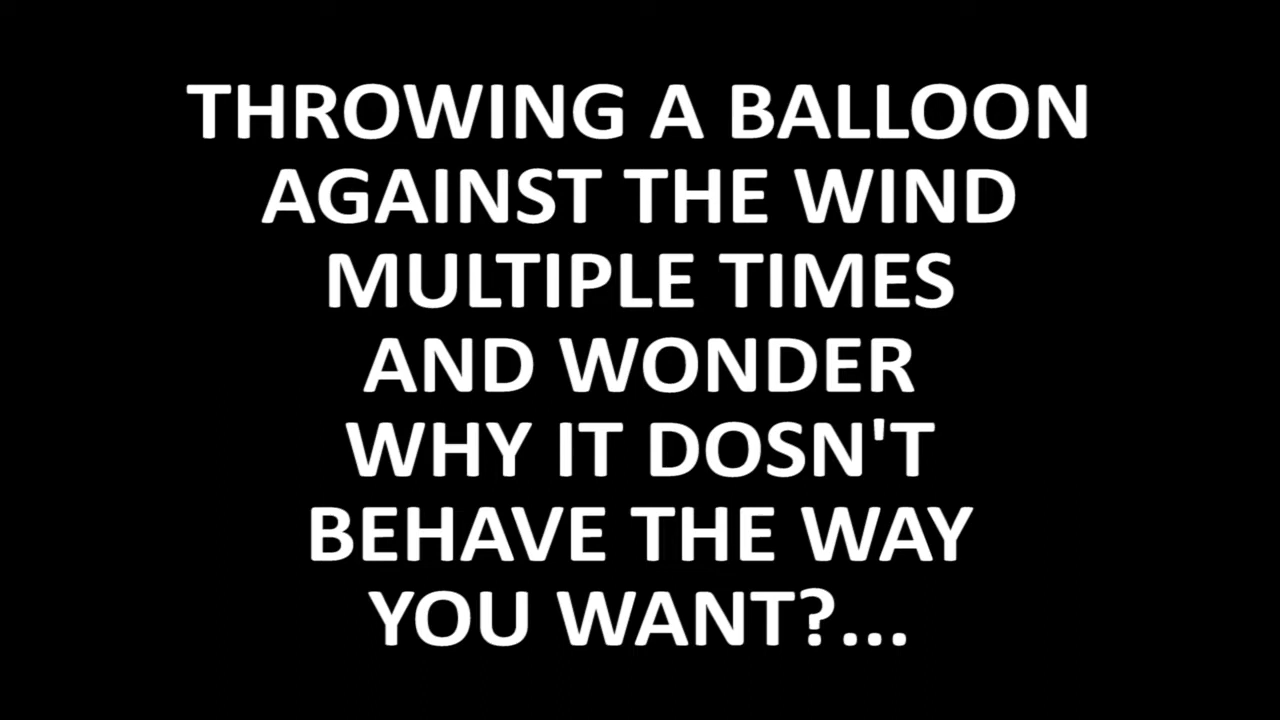 THROWING A BALLOON
AGAINST THE WIND
MULTIPLE TIMES
AND WONDER
WHY IT DOSN'T
BEHAVE THE WAY
YOU WANT?...